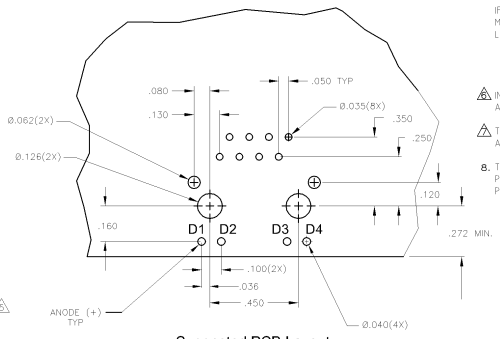 IF
M
L
.080
.050 TYP
.130
Ø.035(8X)
6 IN
A
.350
Ø.062(2X)
7 T
A
.250
Ø.126(2X)
8. T
P
P
.120
.160
D1 D2 D3 D4
.272 MIN.
.100(2X)
.036
5
ANODE (+)
TYP
.450
Ø.040(4X)